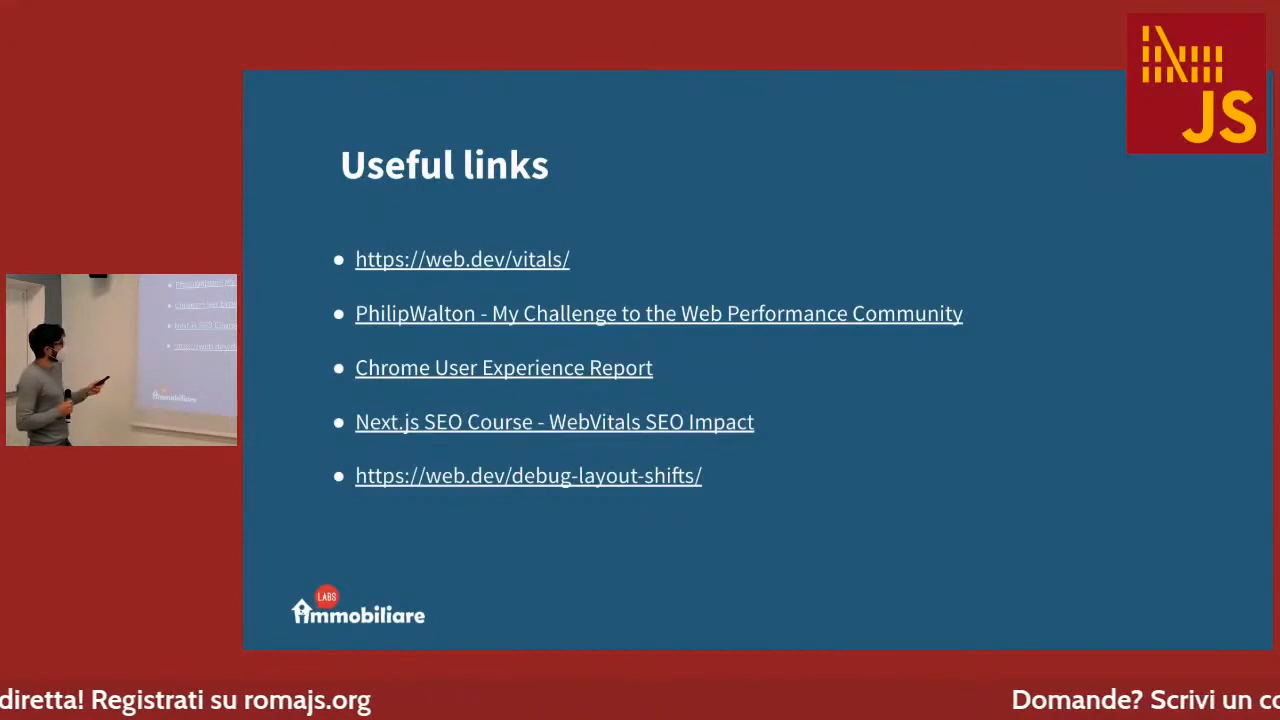 JS
Useful links
https://web.dev/vitals/
PhilipWalton - My Challenge to the Web Performance Community
Chrome User Experience Report
Next.js SEO Course - WebVitals SEO Impact
https://web.dev/debug-layout-shifts/
LABS
immobiliare
diretta! Registrati su romajs.org
Domande? Scrivi un co